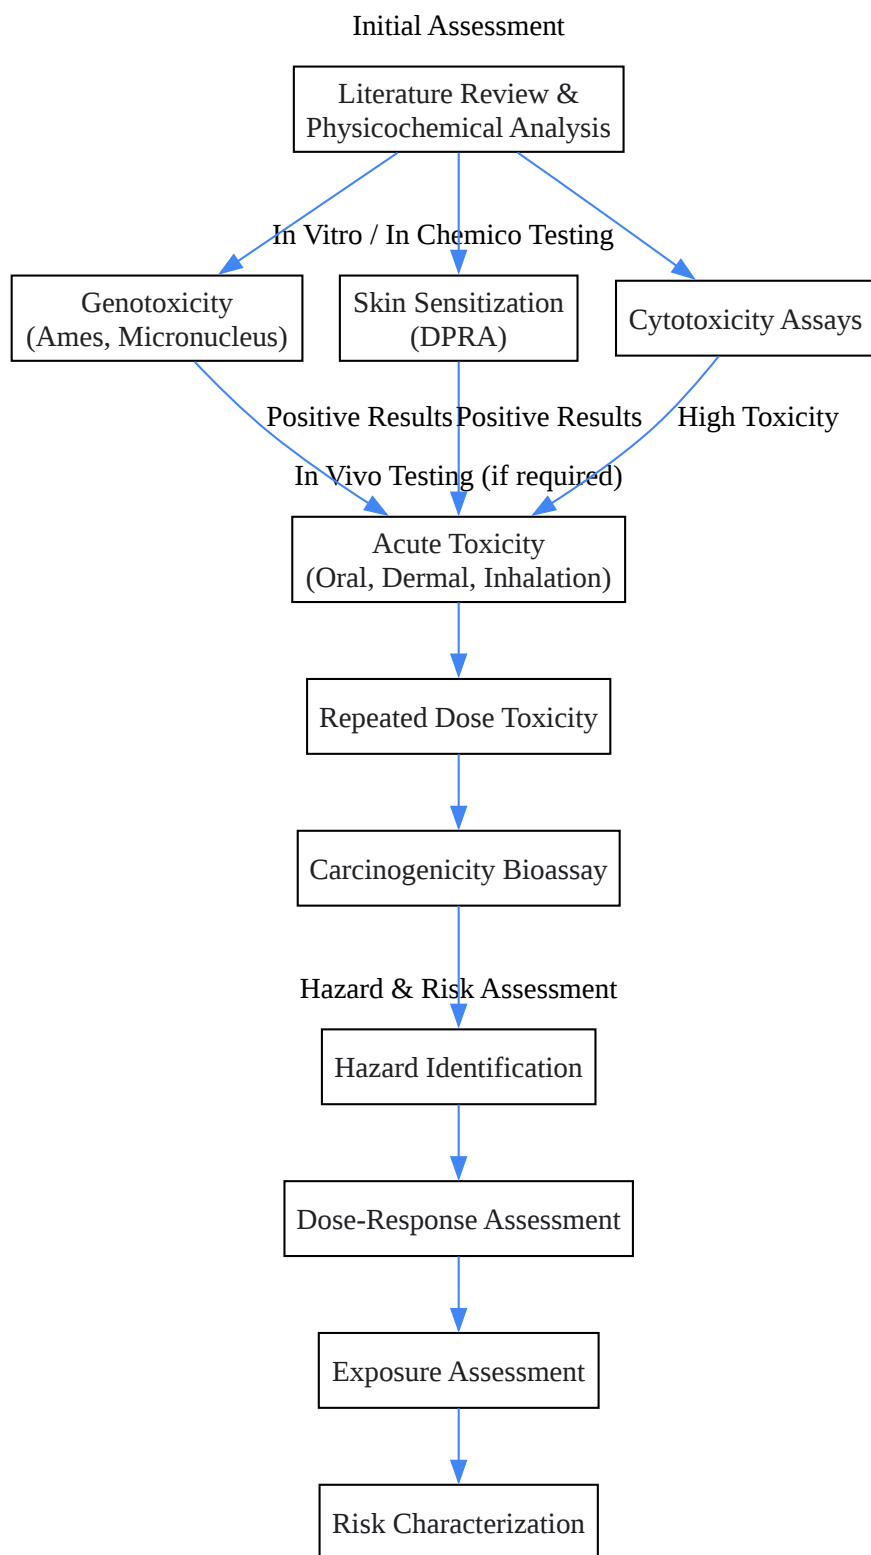 Initial Assessment
Literature Review &
Physicochemical Analysis
In Vitro / In Chemico Testing
Genotoxicity
(Ames, Micronucleus)
Skin Sensitization
(DPRA)
Cytotoxicity Assays
Positive Results
Positive Results
High Toxicity
In Vivo Testing (if required)
Acute Toxicity
(Oral, Dermal, Inhalation)
Repeated Dose Toxicity
Carcinogenicity Bioassay
Hazard & Risk Assessment
Hazard Identification
Dose-Response Assessment
Exposure Assessment
Risk Characterization